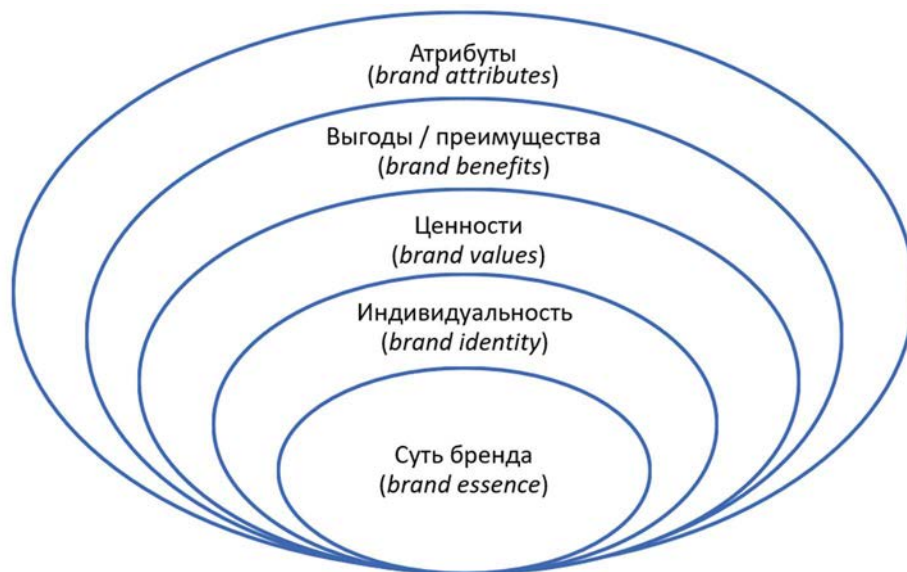 Атрибуты
(brand attributes)
Выгоды / преимущества
(brand benefits)
Ценности
(brand values)
Индивидуальность
(brand identity)
Суть бренда
(brand essence)